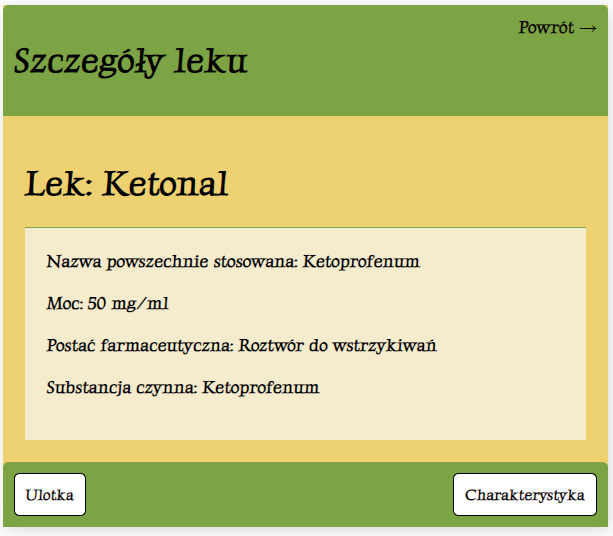 Powrót →
Szczegóły leku
Lek: Ketonal
Nazwa powszechnie stosowana: Ketoprofenum
Moc: 50 mg/ml
Postać farmaceutyczna: Roztwór do wstrzykiwań
Substancja czynna: Ketoprofenum
Ulotka
Charakterystyka